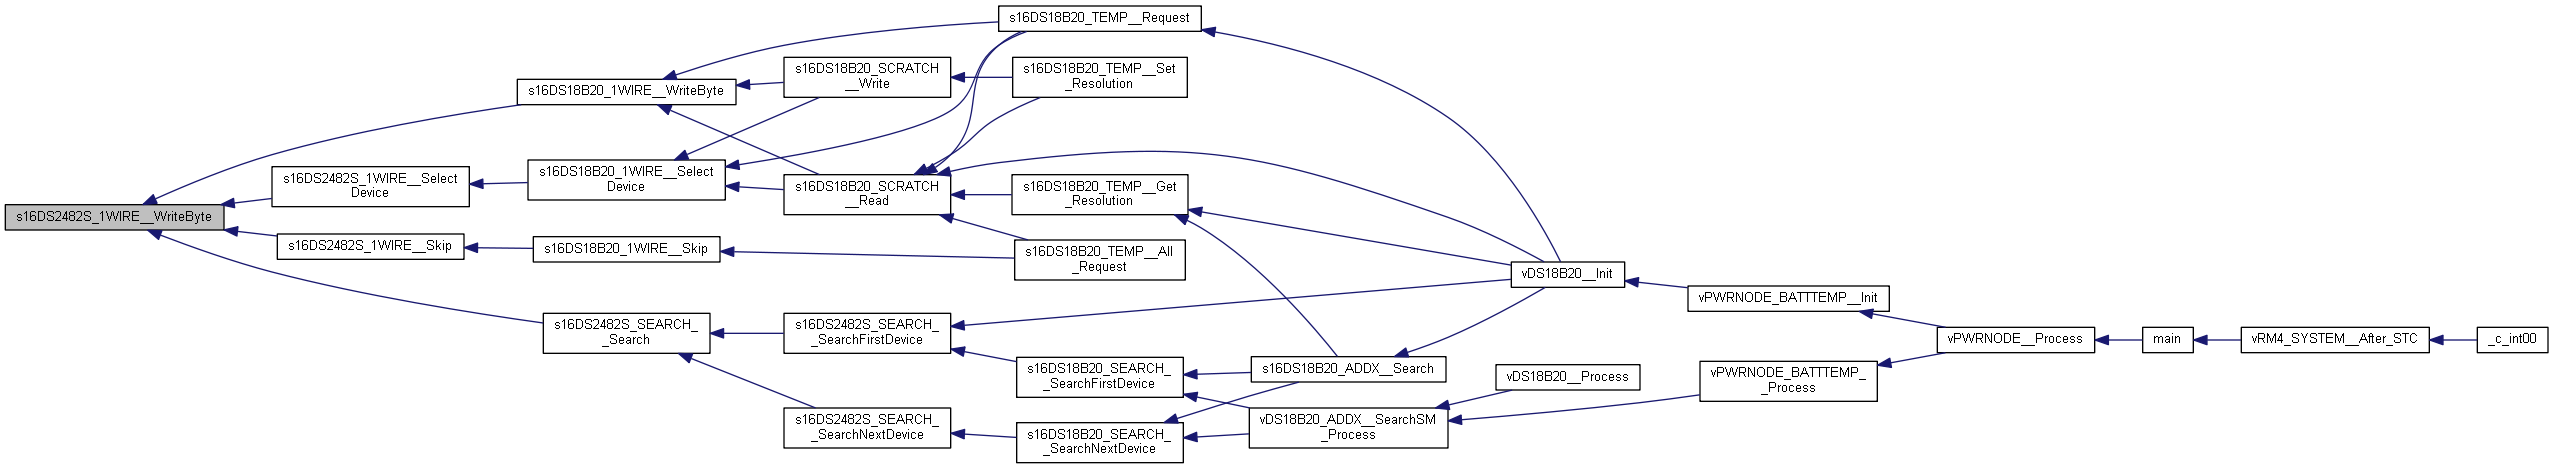 s16DS2482S_1WIRE__WriteByte
s16DS18B20_1WIRE__WriteByte
s16DS2482S_1WIRE__Select
Device
s16DS2482S_1WIRE__Skip
s16DS2482S_SEARCH_
_Search
s16DS18B20_1WIRE__Select
Device
s16DS18B20_1WIRE__Skip
s16DS18B20_SCRATCH
__Write
s16DS18B20_SCRATCH
__Read
s16DS2482S_SEARCH_
_SearchFirstDevice
s16DS2482S_SEARCH_
_SearchNextDevice
s16DS18B20_TEMP__Request
s16DS18B20_TEMP__Set
_Resolution
s16DS18B20_TEMP__Get
_Resolution
s16DS18B20_TEMP__All
_Request
s16DS18B20_SEARCH_
_SearchFirstDevice
s16DS18B20_SEARCH_
_SearchNextDevice
s16DS18B20_ADDX__Search
vDS18B20_ADDX__SearchSM
_Process
vDS18B20__Init
vDS18B20__Process
vPWRNODE_BATTTEMP__Init
vPWRNODE_BATTTEMP_
_Process
vPWRNODE__Process
main
vRM4_SYSTEM__After_STC
_c_int00